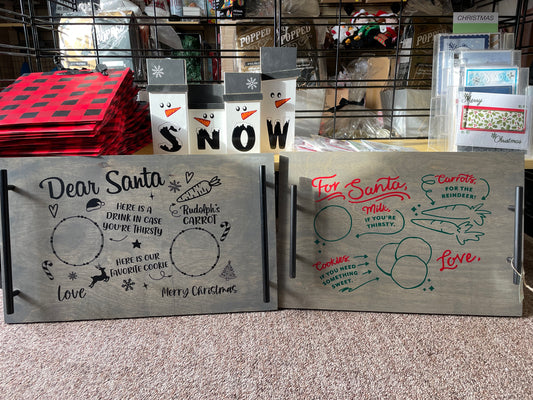 CHRISTMAS
POPPED
POPPED
S N O W
Merry
Christmas
Dear Santa
HERE IS A
DRINK IN CASE
YOU'RE THIRSTY
RUDOLPH'S
CARROT
HERE IS OUR
FAVORITE COOKIE
Love
Merry Christmas
For Santa,
Milk,
IF YOU'RE
THIRSTY.
Carrots,
FOR THE
REINDEER!
Cookies
IF YOU NEED
SOMETHING
SWEET.
Love,